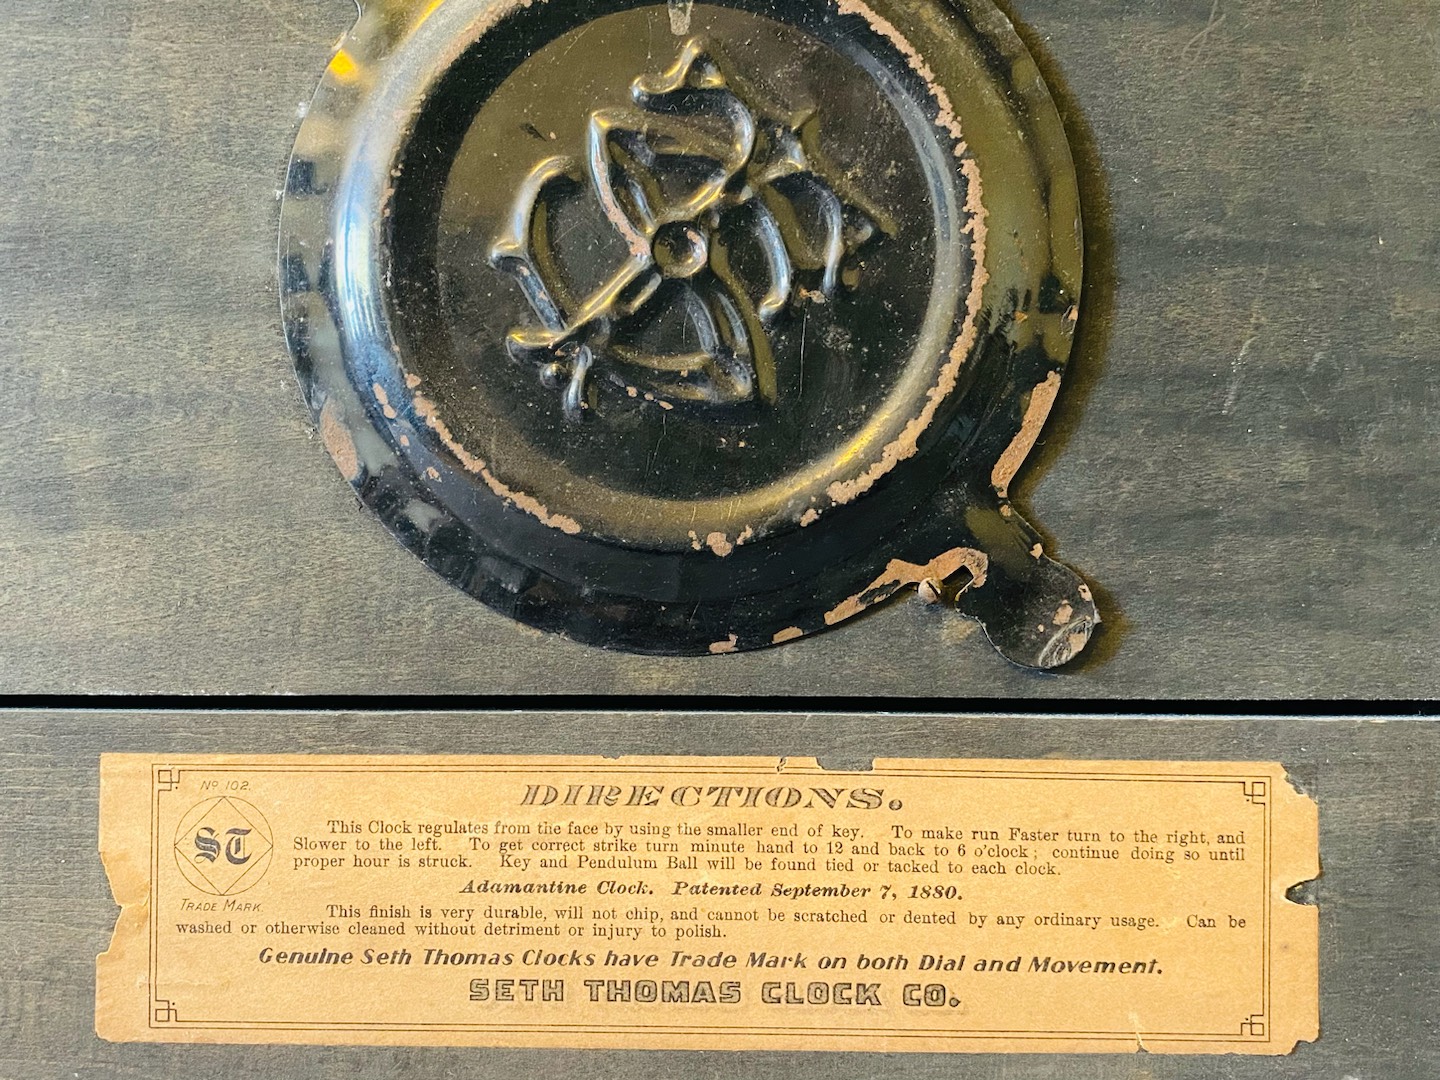 No 102.
ST
TRADE MARK.
DIRECTIONS.
This Clock regulates from the face by using the smaller end of key. To make run Faster turn to the right, and
Slower to the left. To get correct strike turn minute hand to 12 and back to 6 o'clock; continue doing so until
proper hour is struck. Key and Pendulum Ball will be found tied or tacked to each clock.
Adamantine Clock. Patented September 7, 1880.
This finish is very durable, will not chip, and cannot be scratched or dented by any ordinary usage. Can be
washed or otherwise cleaned without detriment or injury to polish.
Genuine Seth Thomas Clocks have Trade Mark on both Dial and Movement.
SETH THOMAS CLOCK CO.